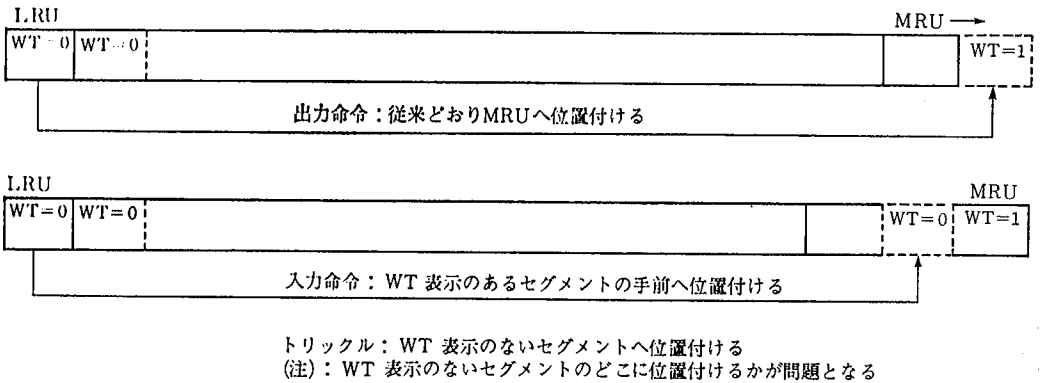 LRU
MRU →
WT=0 WT=0
WT=1
出力命令：従来どおりMRUへ位置付ける
LRU
MRU
WT=0 WT=0
WT=0 WT=1
入力命令：WT 表示のあるセグメントの手前へ位置付ける
トリックル：WT 表示のないセグメントへ位置付ける
(注)：WT 表示のないセグメントのどこに位置付けるかが問題となる